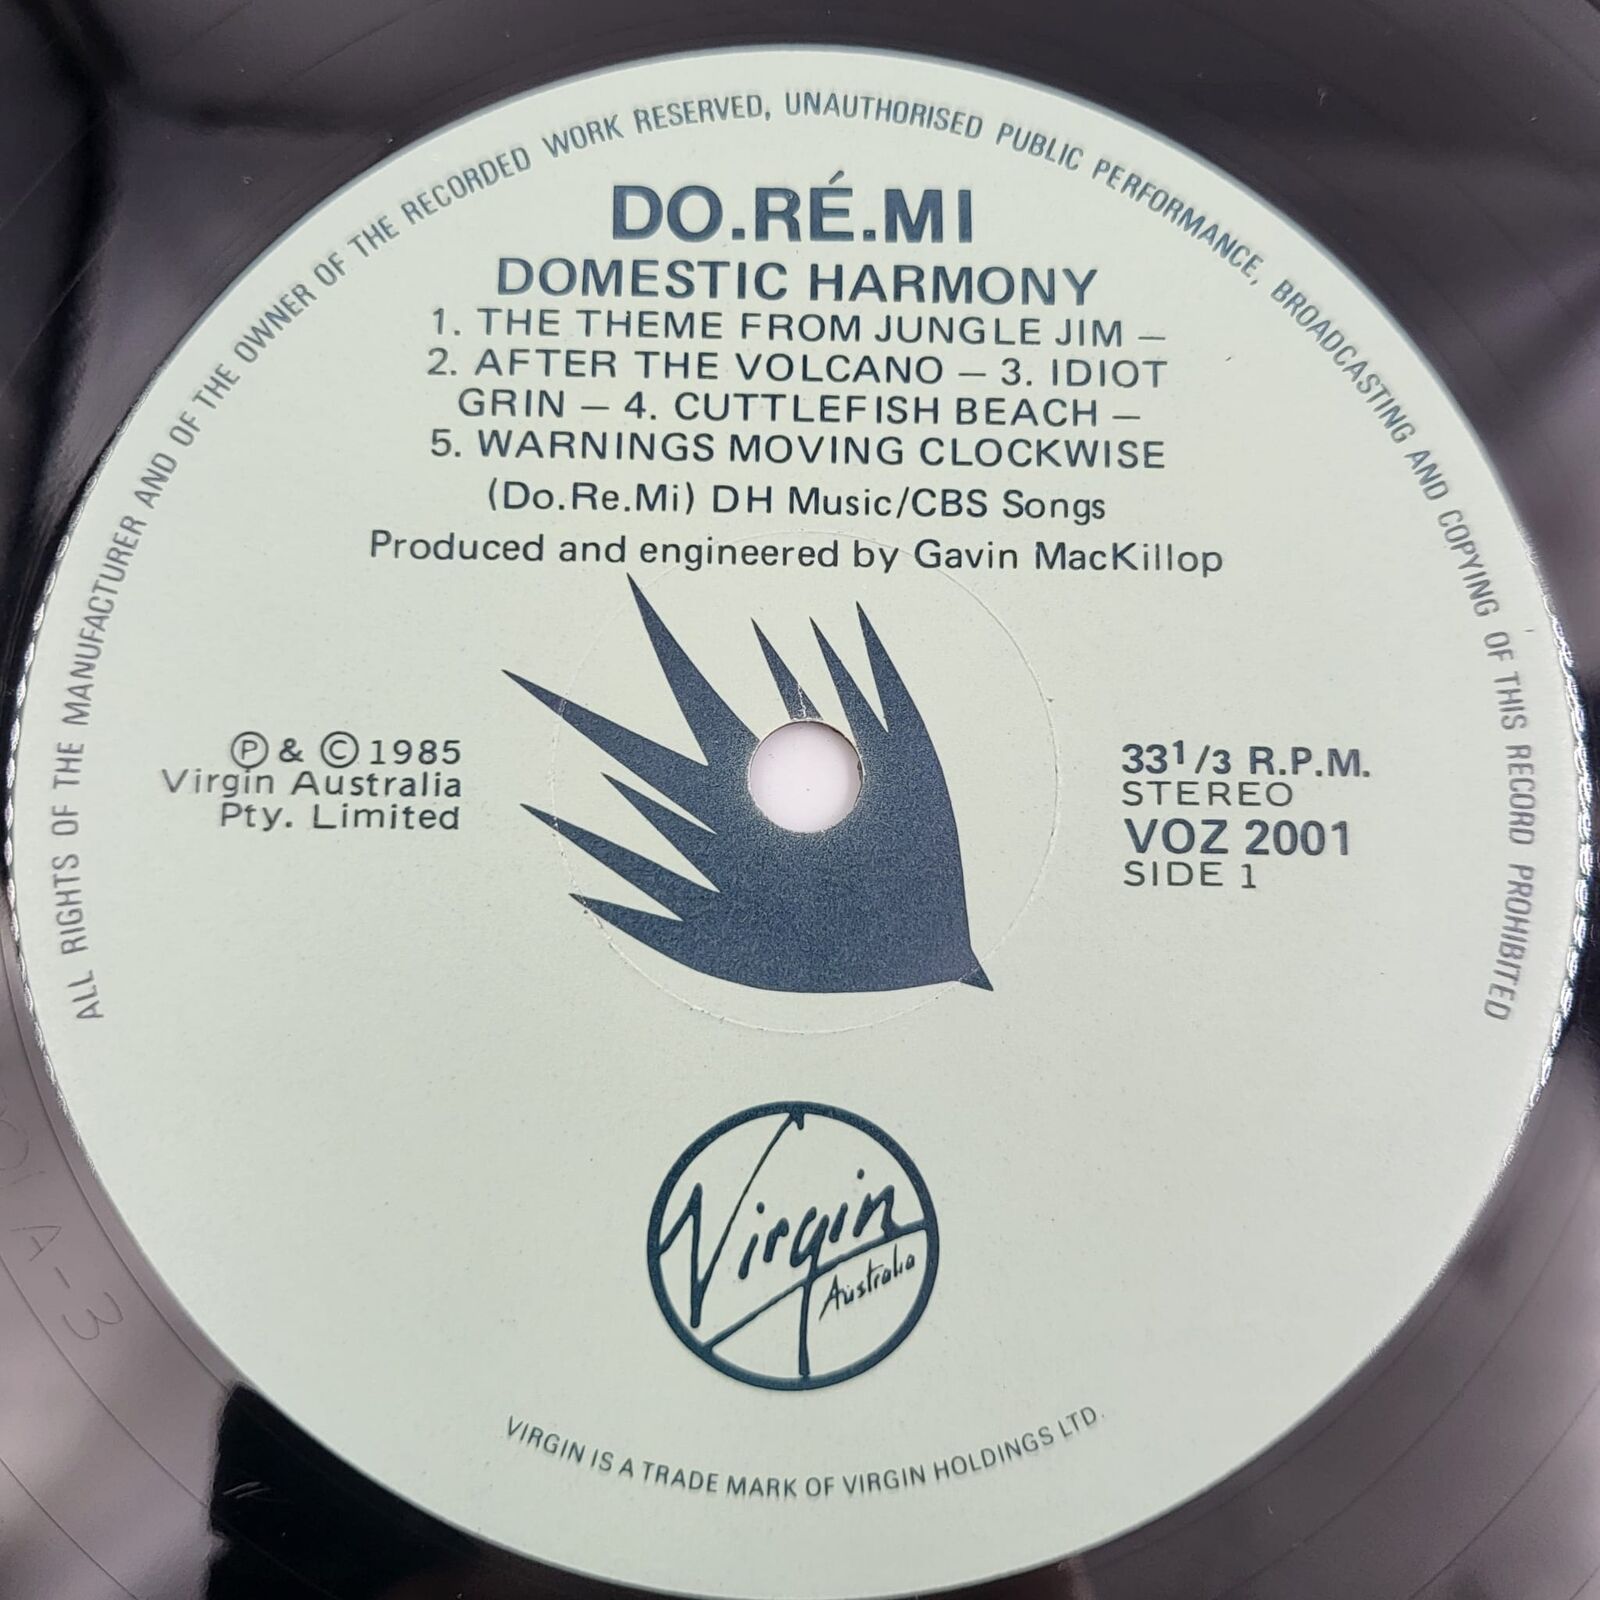 ALL RIGHTS OF THE MANUFACTURER AND OF THE OWNER OF THE RECORDED WORK RESERVED, UNAUTHORISED PUBLIC PERFORMANCE, BROADCASTING AND COPYING OF THIS RECORD PROHIBITED
DO.RÉ.MI
DOMESTIC HARMONY
1. THE THEME FROM JUNGLE JIM –
2. AFTER THE VOLCANO – 3. IDIOT
GRIN – 4. CUTTLEFISH BEACH –
5. WARNINGS MOVING CLOCKWISE
(Do.Re.Mi) DH Music/CBS Songs
Produced and engineered by Gavin MacKillop
Ⓟ & © 1985
Virgin Australia
Pty. Limited
33 1/3 R.P.M.
STEREO
VOZ 2001
SIDE 1
Virgin
Australia
VIRGIN IS A TRADE MARK OF VIRGIN HOLDINGS LTD.
A-3